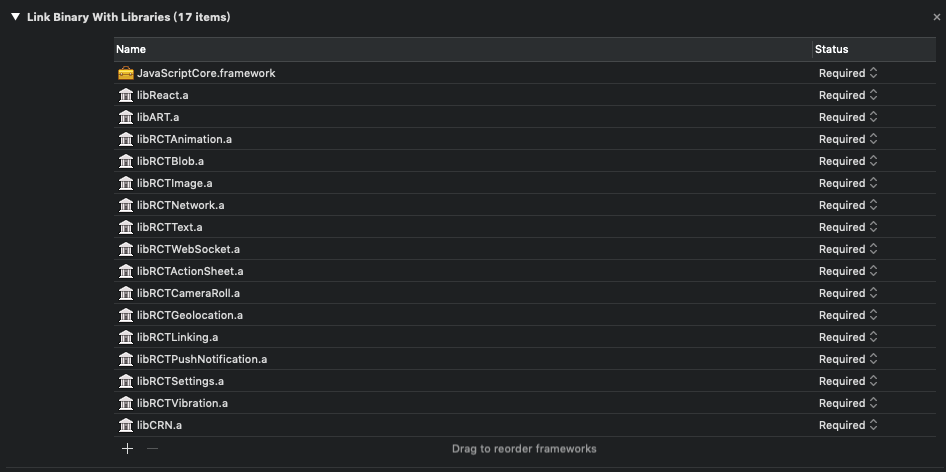 Link Binary With Libraries (17 items)
Name Status
JavaScriptCore.framework Required
libReact.a Required
libART.a Required
libRCTAnimation.a Required
libRCTBlob.a Required
libRCTImage.a Required
libRCTNetwork.a Required
libRCTText.a Required
libRCTWebSocket.a Required
libRCTActionSheet.a Required
libRCTCameraRoll.a Required
libRCTGeolocation.a Required
libRCTLinking.a Required
libRCTPushNotification.a Required
libRCTSettings.a Required
libRCTVibration.a Required
libCRN.a Required
Drag to reorder frameworks